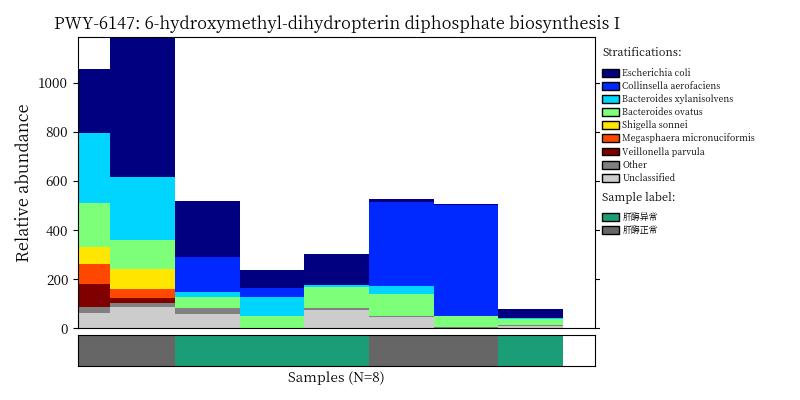 PWY-6147: 6-hydroxymethyl-dihydropterin diphosphate biosynthesis I
Relative abundance
1000
800
600
400
200
0
Samples (N=8)
Stratifications:
Escherichia coli
Collinsella aerofaciens
Bacteroides xylanisolvens
Bacteroides ovatus
Shigella sonnei
Megasphaera micronuciformis
Veillonella parvula
Other
Unclassified
Sample label:
肝酶异常
肝酶正常